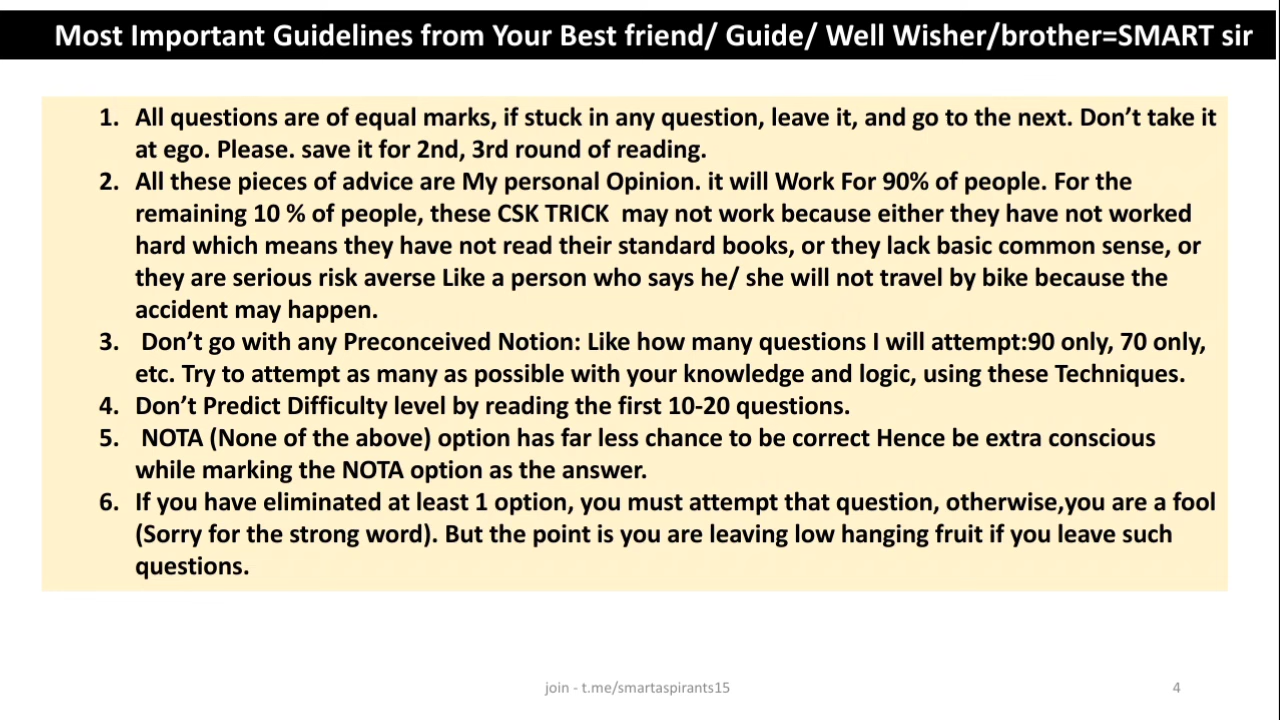 Most Important Guidelines from Your Best friend/ Guide/ Well Wisher/brother=SMART sir
1. All questions are of equal marks, if stuck in any question, leave it, and go to the next. Don’t take it
at ego. Please. save it for 2nd, 3rd round of reading.
2. All these pieces of advice are My personal Opinion. it will Work For 90% of people. For the
remaining 10 % of people, these CSK TRICK  may not work because either they have not worked
hard which means they have not read their standard books, or they lack basic common sense, or
they are serious risk averse Like a person who says he/ she will not travel by bike because the
accident may happen.
3. Don’t go with any Preconceived Notion: Like how many questions I will attempt:90 only, 70 only,
etc. Try to attempt as many as possible with your knowledge and logic, using these Techniques.
4. Don’t Predict Difficulty level by reading the first 10-20 questions.
5. NOTA (None of the above) option has far less chance to be correct Hence be extra conscious
while marking the NOTA option as the answer.
6. If you have eliminated at least 1 option, you must attempt that question, otherwise,you are a fool
(Sorry for the strong word). But the point is you are leaving low hanging fruit if you leave such
questions.
join - t.me/smartaspirants15
4